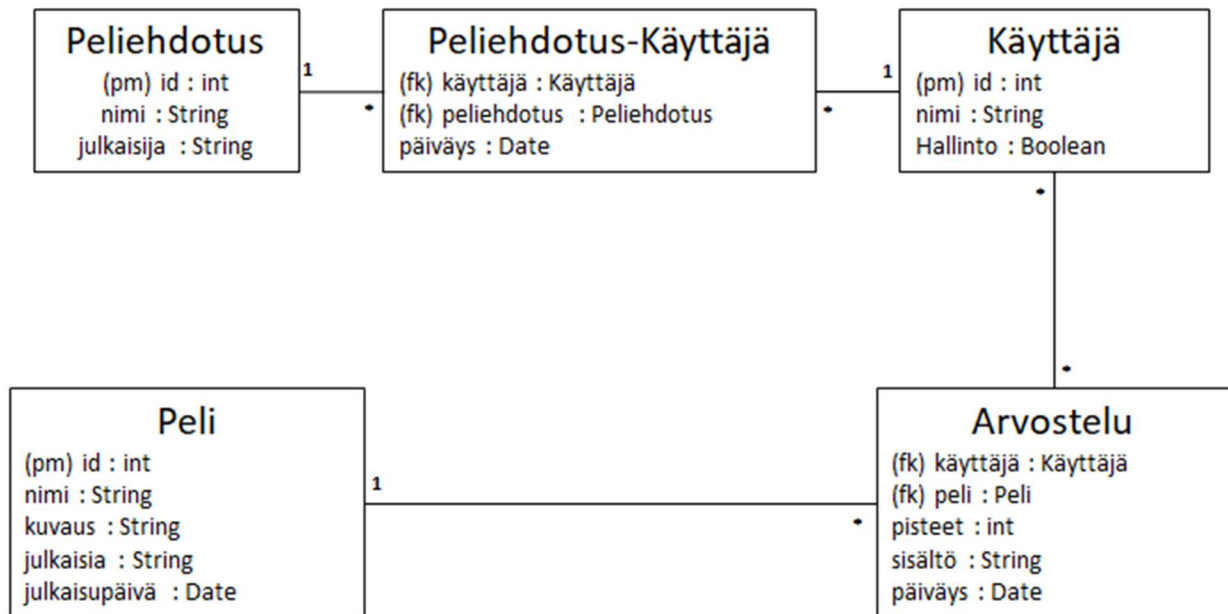 Peliehdotus
(pm) id : int
nimi : String
julkaisija : String
1
*
Peliehdotus-Käyttäjä
(fk) käyttäjä : Käyttäjä
(fk) peliehdotus : Peliehdotus
päiväys : Date
1
*
Käyttäjä
(pm) id : int
nimi : String
Hallinto : Boolean
*
*
Peli
(pm) id : int
nimi : String
kuvaus : String
julkaisia : String
julkaisupäivä : Date
1
*
Arvostelu
(fk) käyttäjä : Käyttäjä
(fk) peli : Peli
pisteet : int
sisältö : String
päiväys : Date